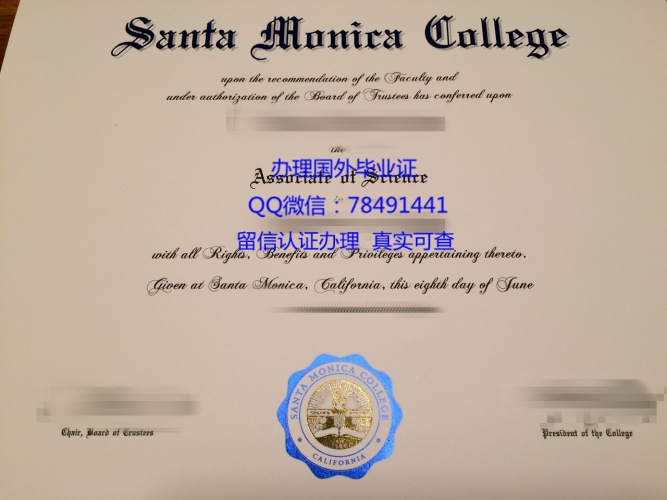 Santa Monica College
upon the recommendation of the Faculty and
under authorization of the Board of Trustees has conferred upon
the
办理国外毕业证
Associate of Science
QQ微信：78491441
留信认证办理 真实可查
with all Rights, Benefits and Privileges appertaining thereto.
Given at Santa Monica, California, this eighth day of June
SANTA MONICA COLLEGE
CALIFORNIA
Chair, Board of Trustees
President of the College